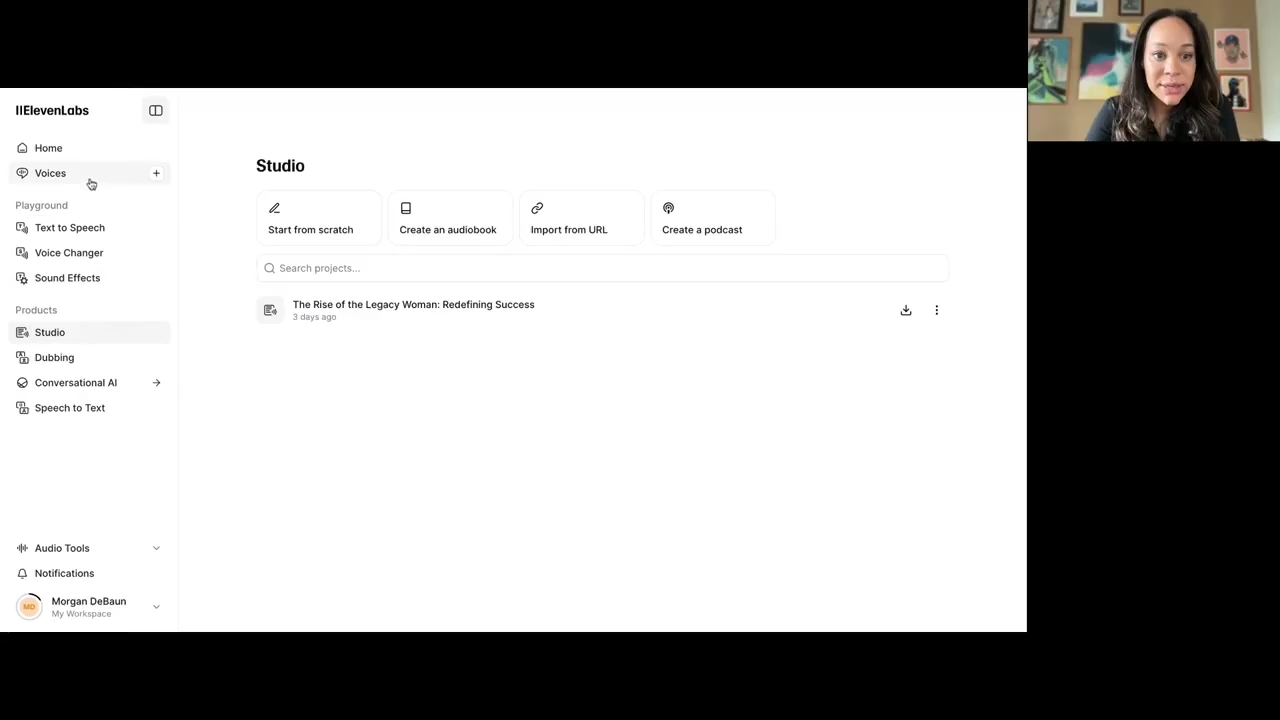 IIElevenLabs
Home
Voices
Playground
Text to Speech
Voice Changer
Sound Effects
Products
Studio
Dubbing
Conversational AI
Speech to Text
Audio Tools
Notifications
MD
Morgan DeBaun
My Workspace
Studio
Start from scratch
Create an audiobook
Import from URL
Create a podcast
Search projects...
The Rise of the Legacy Woman: Redefining Success
3 days ago